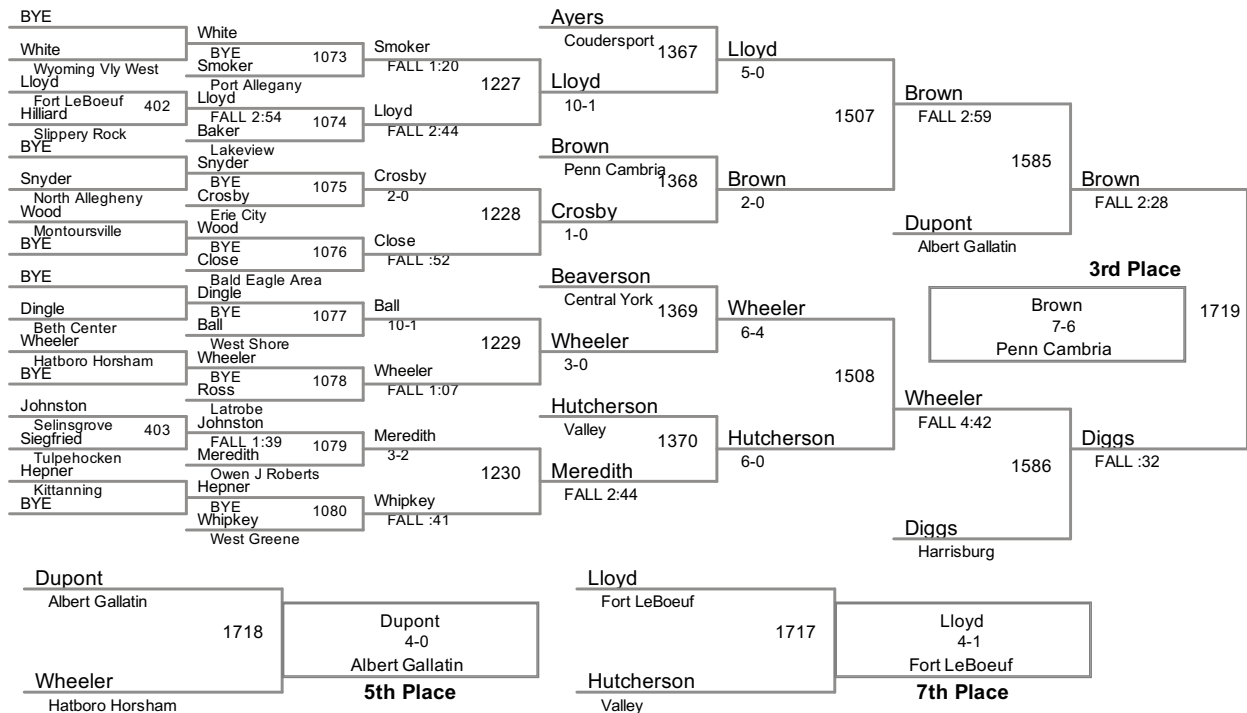 BYE
White
Wyoming Vly West
Lloyd
Fort LeBoeuf
402
Hilliard
Slippery Rock
BYE
Snyder
North Allegheny
Wood
Montoursville
BYE
BYE
Dingle
Beth Center
Wheeler
Hatboro Horsham
BYE
Johnston
Selinsgrove
403
Siegfried
Tulpehocken
Hepner
Kittanning
BYE
White
BYE
1073
Smoker
Port Allegany
Lloyd
FALL 2:54
1074
Baker
Lakeview
Snyder
BYE
1075
Crosby
Erie City
Wood
BYE
1076
Close
Bald Eagle Area
Dingle
BYE
1077
Ball
West Shore
Wheeler
BYE
1078
Ross
Latrobe
Johnston
FALL 1:39
1079
Meredith
Owen J Roberts
Hepner
BYE
1080
Whipkey
West Greene
Smoker
FALL 1:20
1227
Lloyd
FALL 2:44
Crosby
2-0
1228
Close
FALL :52
Ball
10-1
1229
Wheeler
FALL 1:07
Meredith
3-2
1230
Whipkey
FALL :41
Ayers
Coudersport
1367
Lloyd
10-1
Brown
Penn Cambria
1368
Crosby
1-0
Beaverson
Central York
1369
Wheeler
3-0
Hutcherson
Valley
1370
Meredith
FALL 2:44
Lloyd
5-0
1507
Brown
2-0
Wheeler
6-4
1508
Hutcherson
6-0
Brown
FALL 2:59
1585
Dupont
Albert Gallatin
Wheeler
FALL 4:42
1586
Diggs
Harrisburg
Brown
FALL 2:28
3rd Place
Brown
7-6
Penn Cambria
1719
Diggs
FALL :32
Dupont
Albert Gallatin
1718
Wheeler
Hatboro Horsham
Dupont
4-0
Albert Gallatin
5th Place
Lloyd
Fort LeBoeuf
1717
Hutcherson
Valley
Lloyd
4-1
Fort LeBoeuf
7th Place